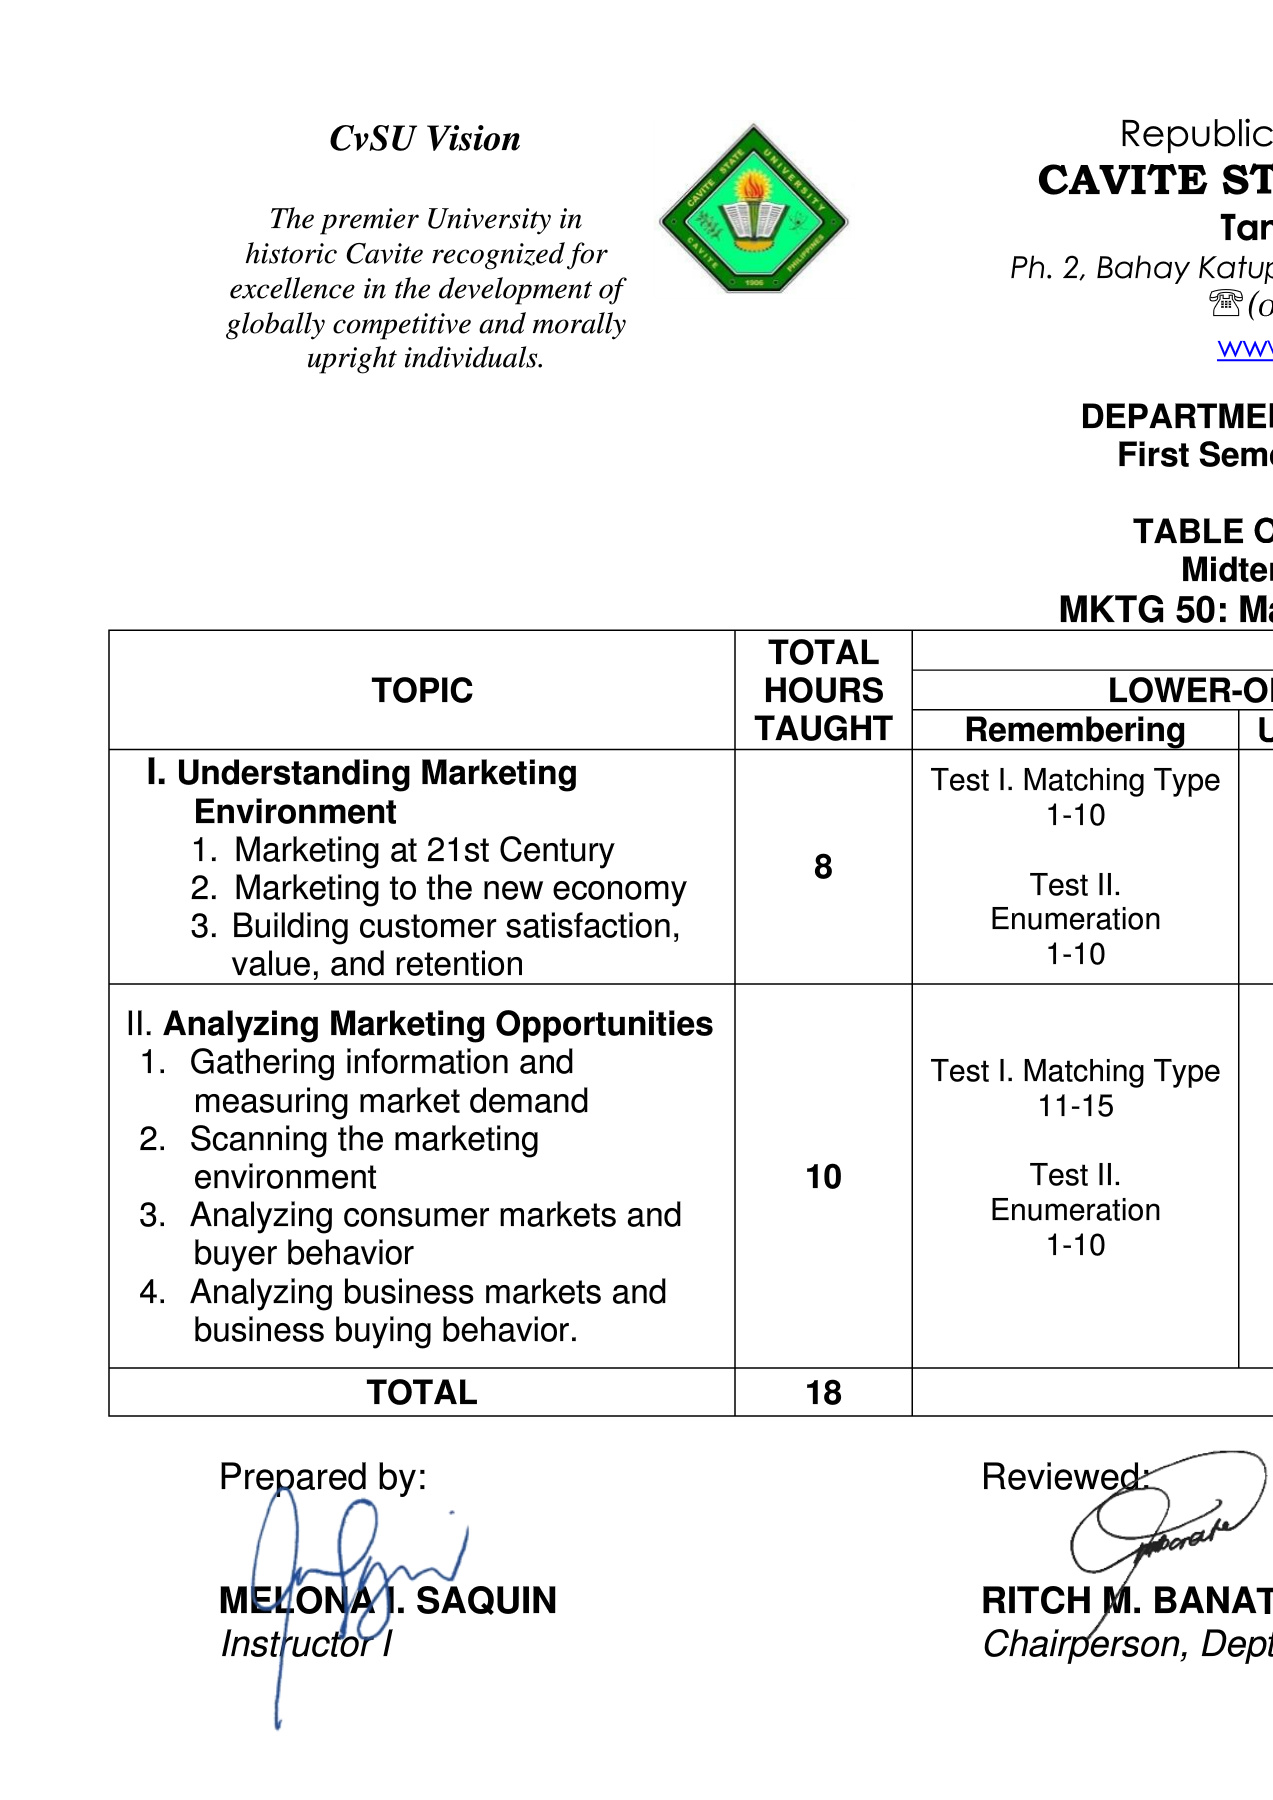 CvSU Vision
The premier University in
historic Cavite recognized for
excellence in the development of
globally competitive and morally
upright individuals.
CAVITE STATE UNIVERSITY
CAVITE
PHILIPPINES
1906
Republic
CAVITE ST
Tan
Ph. 2, Bahay Katup
☏(o
www
DEPARTMEN
First Seme
TABLE O
Midter
MKTG 50: Ma
TOPIC
TOTAL
HOURS
TAUGHT
LOWER-OR
Remembering
U
I. Understanding Marketing
Environment
1. Marketing at 21st Century
2. Marketing to the new economy
3. Building customer satisfaction,
value, and retention
8
Test I. Matching Type
1-10
Test II.
Enumeration
1-10
II. Analyzing Marketing Opportunities
1. Gathering information and
measuring market demand
2. Scanning the marketing
environment
3. Analyzing consumer markets and
buyer behavior
4. Analyzing business markets and
business buying behavior.
10
Test I. Matching Type
11-15
Test II.
Enumeration
1-10
TOTAL
18
Prepared by:
MELONA I. SAQUIN
Instructor I
Reviewed:
RITCH M. BANAT
Chairperson, Dept